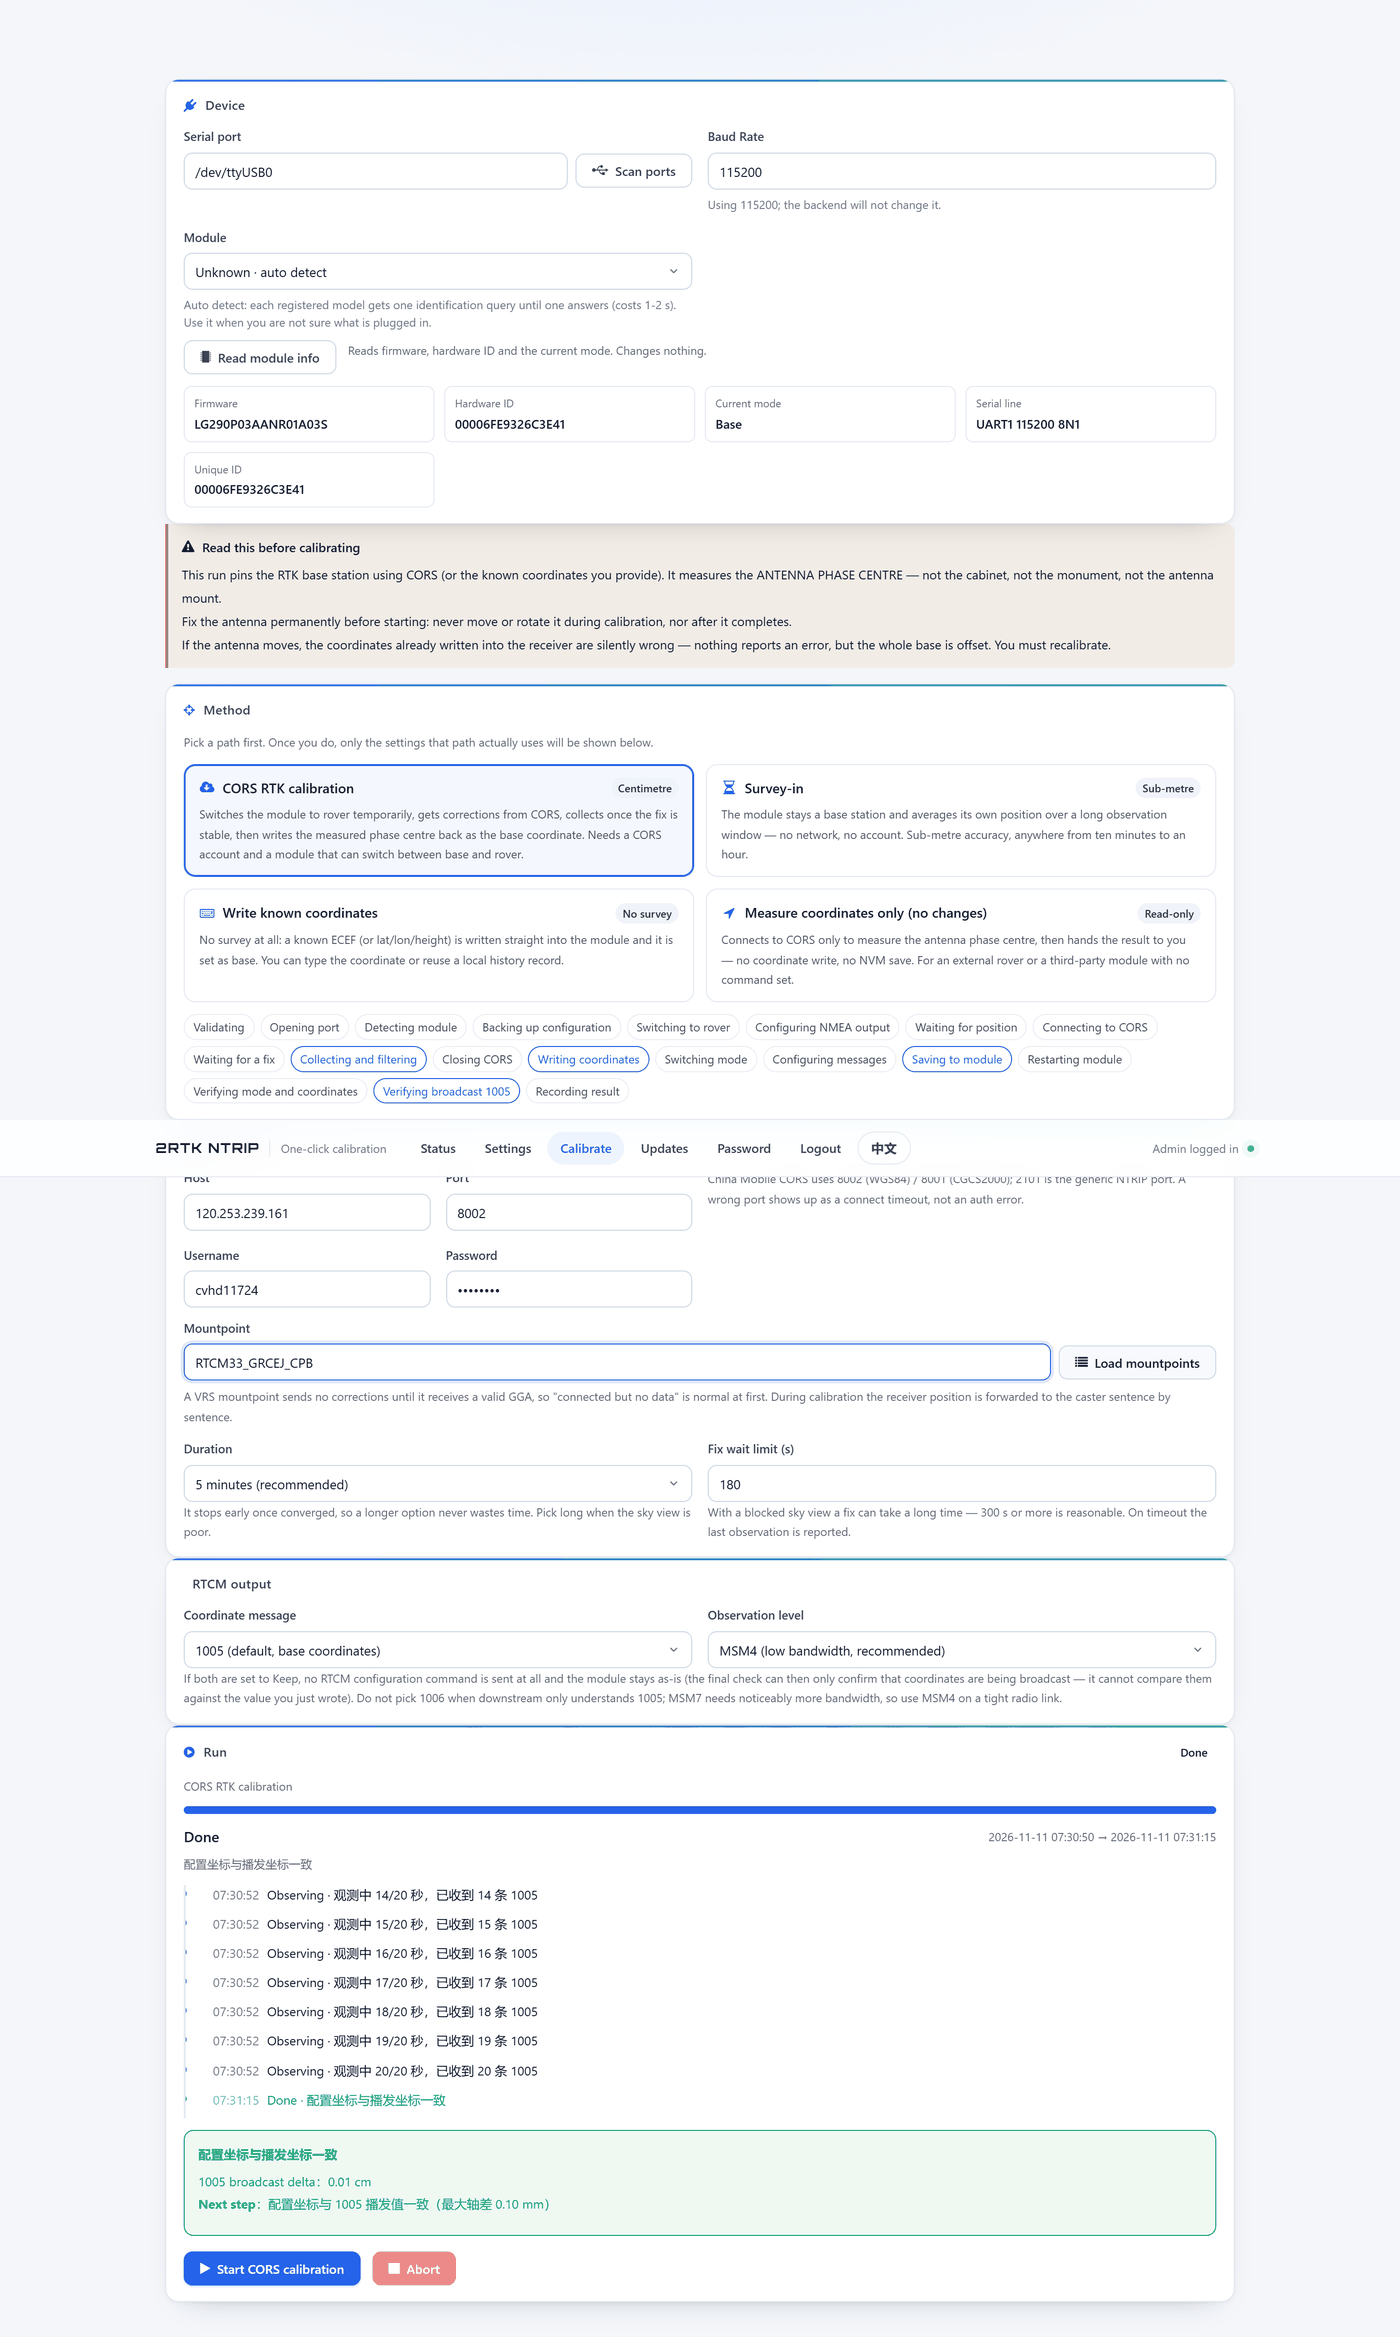 Device
Serial port
Baud Rate
/dev/ttyUSB0
Scan ports
115200
Using 115200; the backend will not change it.
Module
Unknown · auto detect
Auto detect: each registered model gets one identification query until one answers (costs 1-2 s).
Use it when you are not sure what is plugged in.
Read module info
Reads firmware, hardware ID and the current mode. Changes nothing.
Firmware
LG290P03AANR01A03S
Hardware ID
00006FE9326C3E41
Current mode
Base
Serial line
UART1 115200 8N1
Unique ID
00006FE9326C3E41
Read this before calibrating
This run pins the RTK base station using CORS (or the known coordinates you provide). It measures the ANTENNA PHASE CENTRE — not the cabinet, not the monument, not the antenna
mount.
Fix the antenna permanently before starting: never move or rotate it during calibration, nor after it completes.
If the antenna moves, the coordinates already written into the receiver are silently wrong — nothing reports an error, but the whole base is offset. You must recalibrate.
Method
Pick a path first. Once you do, only the settings that path actually uses will be shown below.
CORS RTK calibration
Centimetre
Switches the module to rover temporarily, gets corrections from CORS, collects once the fix is
stable, then writes the measured phase centre back as the base coordinate. Needs a CORS
account and a module that can switch between base and rover.
Survey-in
Sub-metre
The module stays a base station and averages its own position over a long observation
window — no network, no account. Sub-metre accuracy, anywhere from ten minutes to an
hour.
Write known coordinates
No survey
No survey at all: a known ECEF (or lat/lon/height) is written straight into the module and it is
set as base. You can type the coordinate or reuse a local history record.
Measure coordinates only (no changes)
Read-only
Connects to CORS only to measure the antenna phase centre, then hands the result to you
— no coordinate write, no NVM save. For an external rover or a third-party module with no
command set.
Validating
Opening port
Detecting module
Backing up configuration
Switching to rover
Configuring NMEA output
Waiting for position
Connecting to CORS
Waiting for a fix
Collecting and filtering
Closing CORS
Writing coordinates
Switching mode
Configuring messages
Saving to module
Restarting module
Verifying mode and coordinates
Verifying broadcast 1005
Recording result
2RTK NTRIP
One-click calibration
Status
Settings
Calibrate
Updates
Password
Logout
中文
Admin logged in
Host
Port
China Mobile CORS uses 8002 (WGS84) / 8001 (CGCS2000); 2101 is the generic NTRIP port. A
wrong port shows up as a connect timeout, not an auth error.
120.253.239.161
8002
Username
Password
cvhd11724
••••••••
Mountpoint
RTCM33_GRCEJ_CPB
Load mountpoints
A VRS mountpoint sends no corrections until it receives a valid GGA, so "connected but no data" is normal at first. During calibration the receiver position is forwarded to the caster sentence by
sentence.
Duration
Fix wait limit (s)
5 minutes (recommended)
180
It stops early once converged, so a longer option never wastes time. Pick long when the sky view is
poor.
With a blocked sky view a fix can take a long time — 300 s or more is reasonable. On timeout the
last observation is reported.
RTCM output
Coordinate message
Observation level
1005 (default, base coordinates)
MSM4 (low bandwidth, recommended)
If both are set to Keep, no RTCM configuration command is sent at all and the module stays as-is (the final check can then only confirm that coordinates are being broadcast — it cannot compare them
against the value you just wrote). Do not pick 1006 when downstream only understands 1005; MSM7 needs noticeably more bandwidth, so use MSM4 on a tight radio link.
Run
Done
CORS RTK calibration
Done
2026-11-11 07:30:50 → 2026-11-11 07:31:15
配置坐标与播发坐标一致
07:30:52 Observing · 观测中 14/20 秒，已收到 14 条 1005
07:30:52 Observing · 观测中 15/20 秒，已收到 15 条 1005
07:30:52 Observing · 观测中 16/20 秒，已收到 16 条 1005
07:30:52 Observing · 观测中 17/20 秒，已收到 17 条 1005
07:30:52 Observing · 观测中 18/20 秒，已收到 18 条 1005
07:30:52 Observing · 观测中 19/20 秒，已收到 19 条 1005
07:30:52 Observing · 观测中 20/20 秒，已收到 20 条 1005
07:31:15 Done · 配置坐标与播发坐标一致
配置坐标与播发坐标一致
1005 broadcast delta：0.01 cm
Next step：配置坐标与 1005 播发值一致（最大轴差 0.10 mm）
Start CORS calibration
Abort